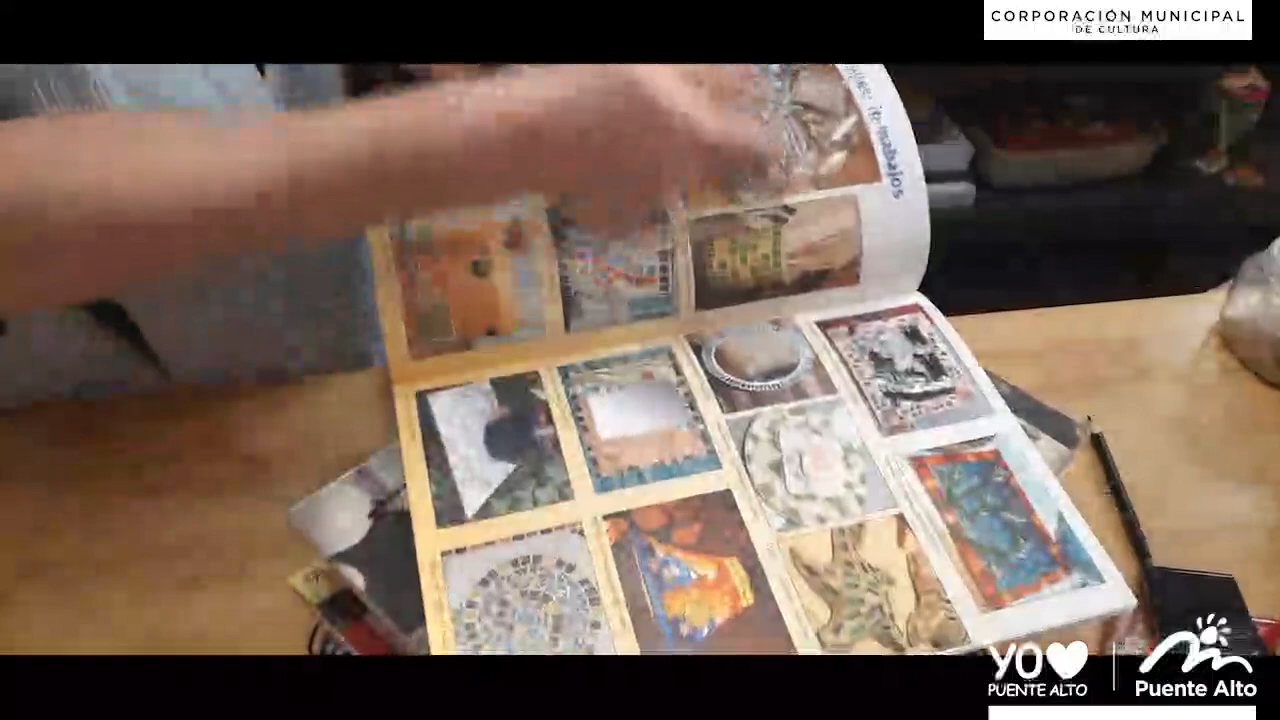 CORPORACIÓN MUNICIPAL
DE CULTURA
YO
PUENTE ALTO
Puente Alto